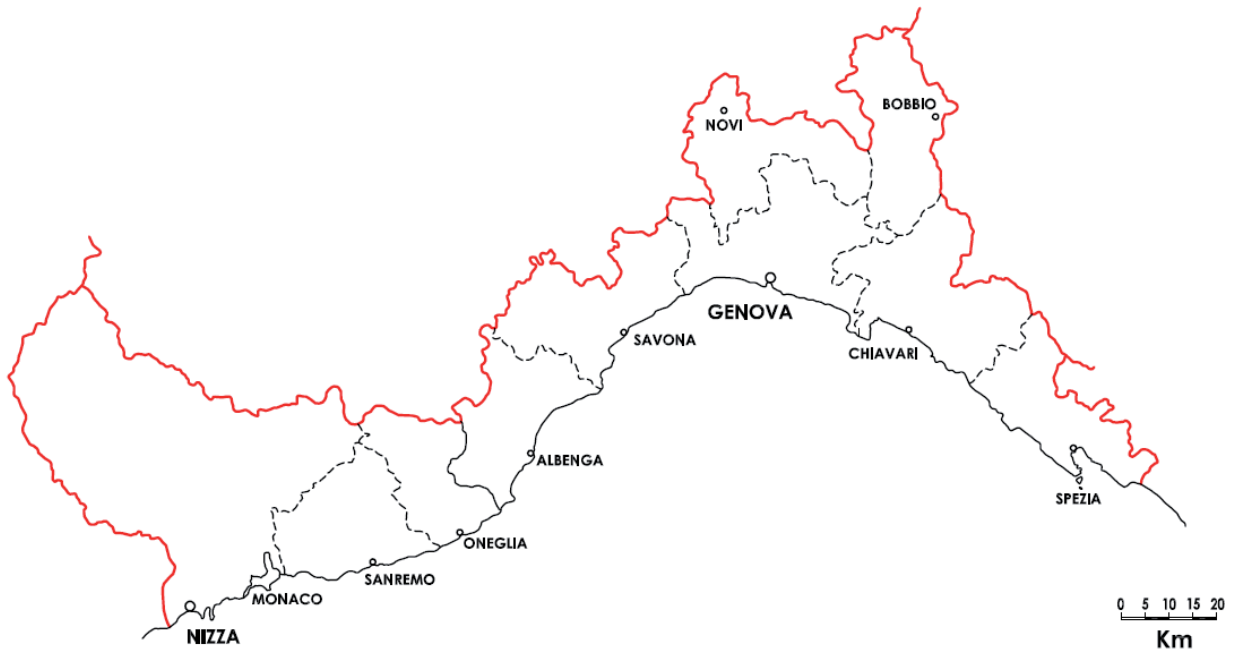 BOBBIO
NOVI
GENOVA
SAVONA
CHIAVARI
ALBENGA
SPEZIA
ONEGLIA
SANREMO
MONACO
NIZZA
0 5 10 15 20
Km